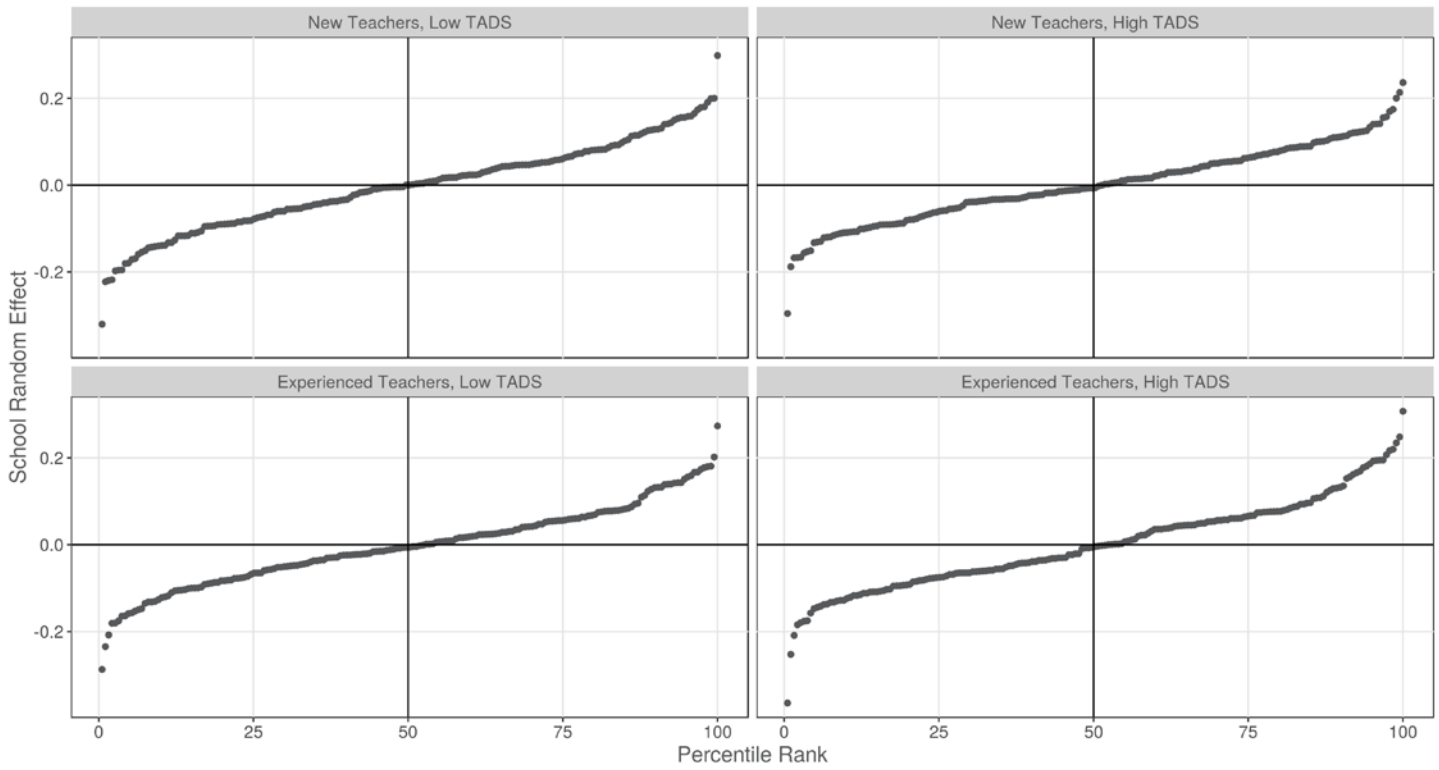 New Teachers, Low TADS
New Teachers, High TADS
0.2
0.0
-0.2
Experienced Teachers, Low TADS
Experienced Teachers, High TADS
0.2
0.0
-0.2
School Random Effect
0 25 50 75 100
0 25 50 75 100
Percentile Rank